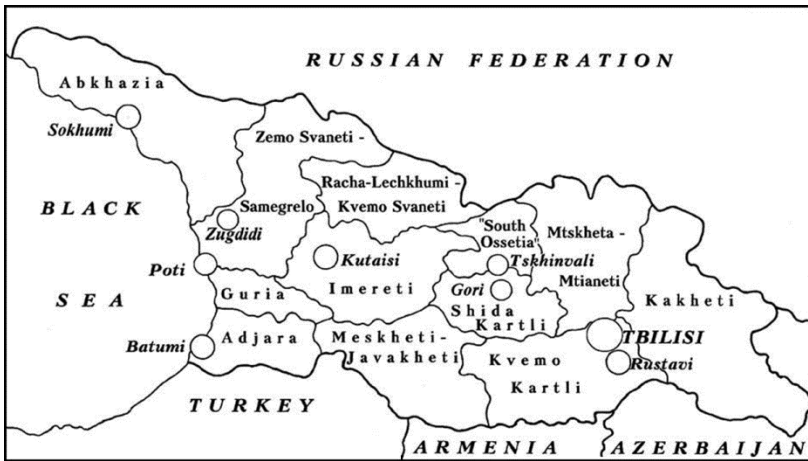 RUSSIAN FEDERATION
Abkhazia
Sokhumi
Zemo Svaneti -
Samegrelo
Racha-Lechkhumi -
Kvemo Svaneti
BLACK
SEA
Zugdidi
"South
Ossetia"
Mtskheta -
Mtianeti
Tskhinvali
Poti
Kutaisi
Imereti
Gori
Shida
Kartli
Kakheti
Guria
Batumi
Adjara
Meskheti-
Javakheti
Kvemo
Kartli
TBILISI
Rustavi
TURKEY
ARMENIA
AZERBAIJAN